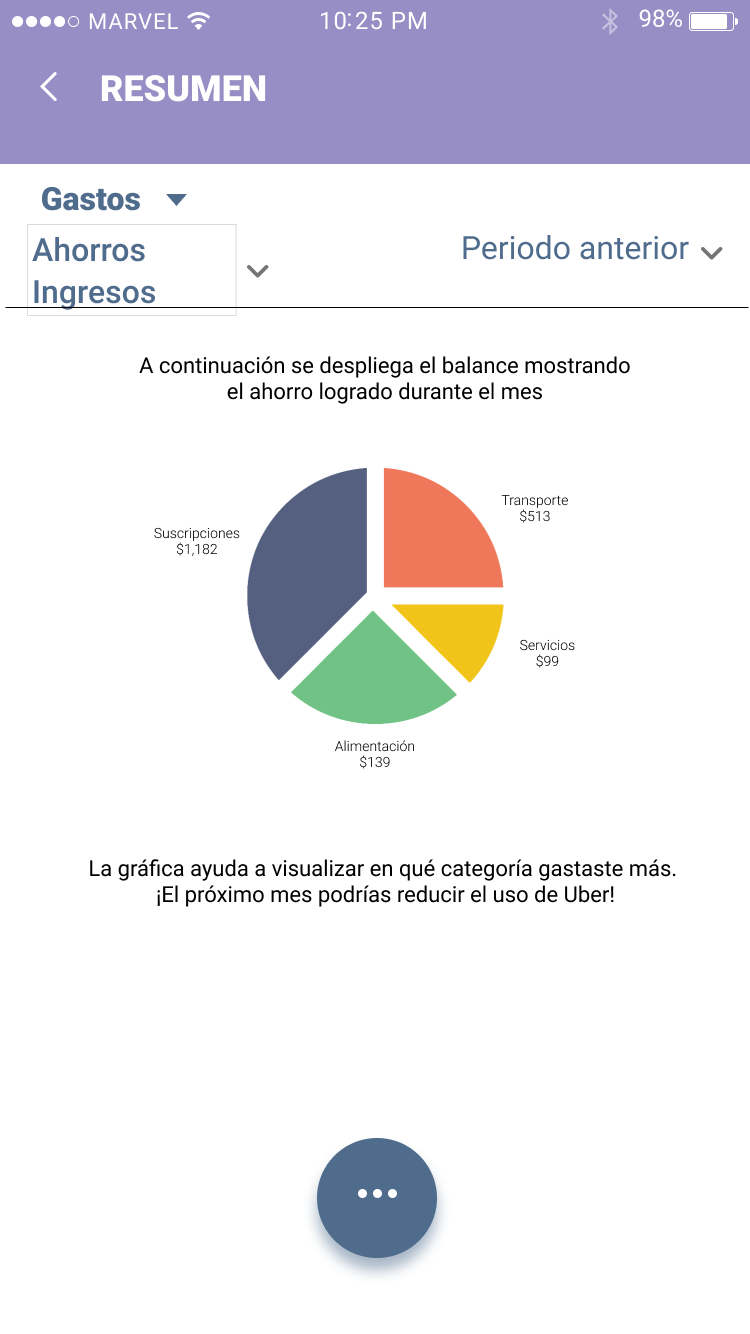 MARVEL 10:25 PM 98%
RESUMEN
Gastos
Ahorros
Ingresos
Periodo anterior
A continuación se despliega el balance mostrando
el ahorro logrado durante el mes
Transporte
$513
Suscripciones
$1,182
Servicios
$99
Alimentación
$139
La gráfica ayuda a visualizar en qué categoría gastaste más.
¡El próximo mes podrías reducir el uso de Uber!